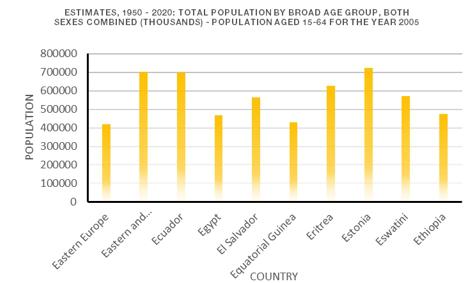 ESTIMATES, 1950 - 2020: TOTAL POPULATION BY BROAD AGE GROUP, BOTH
SEXES COMBINED (THOUSANDS) - POPULATION AGED 15-64 FOR THE YEAR 2005
800000
700000
600000
500000
400000
300000
200000
100000
0
POPULATION
Eastern Europe
Eastern and...
Ecuador
Egypt
El Salvador
Equatorial Guinea
Eritrea
Estonia
Eswatini
Ethiopia
COUNTRY